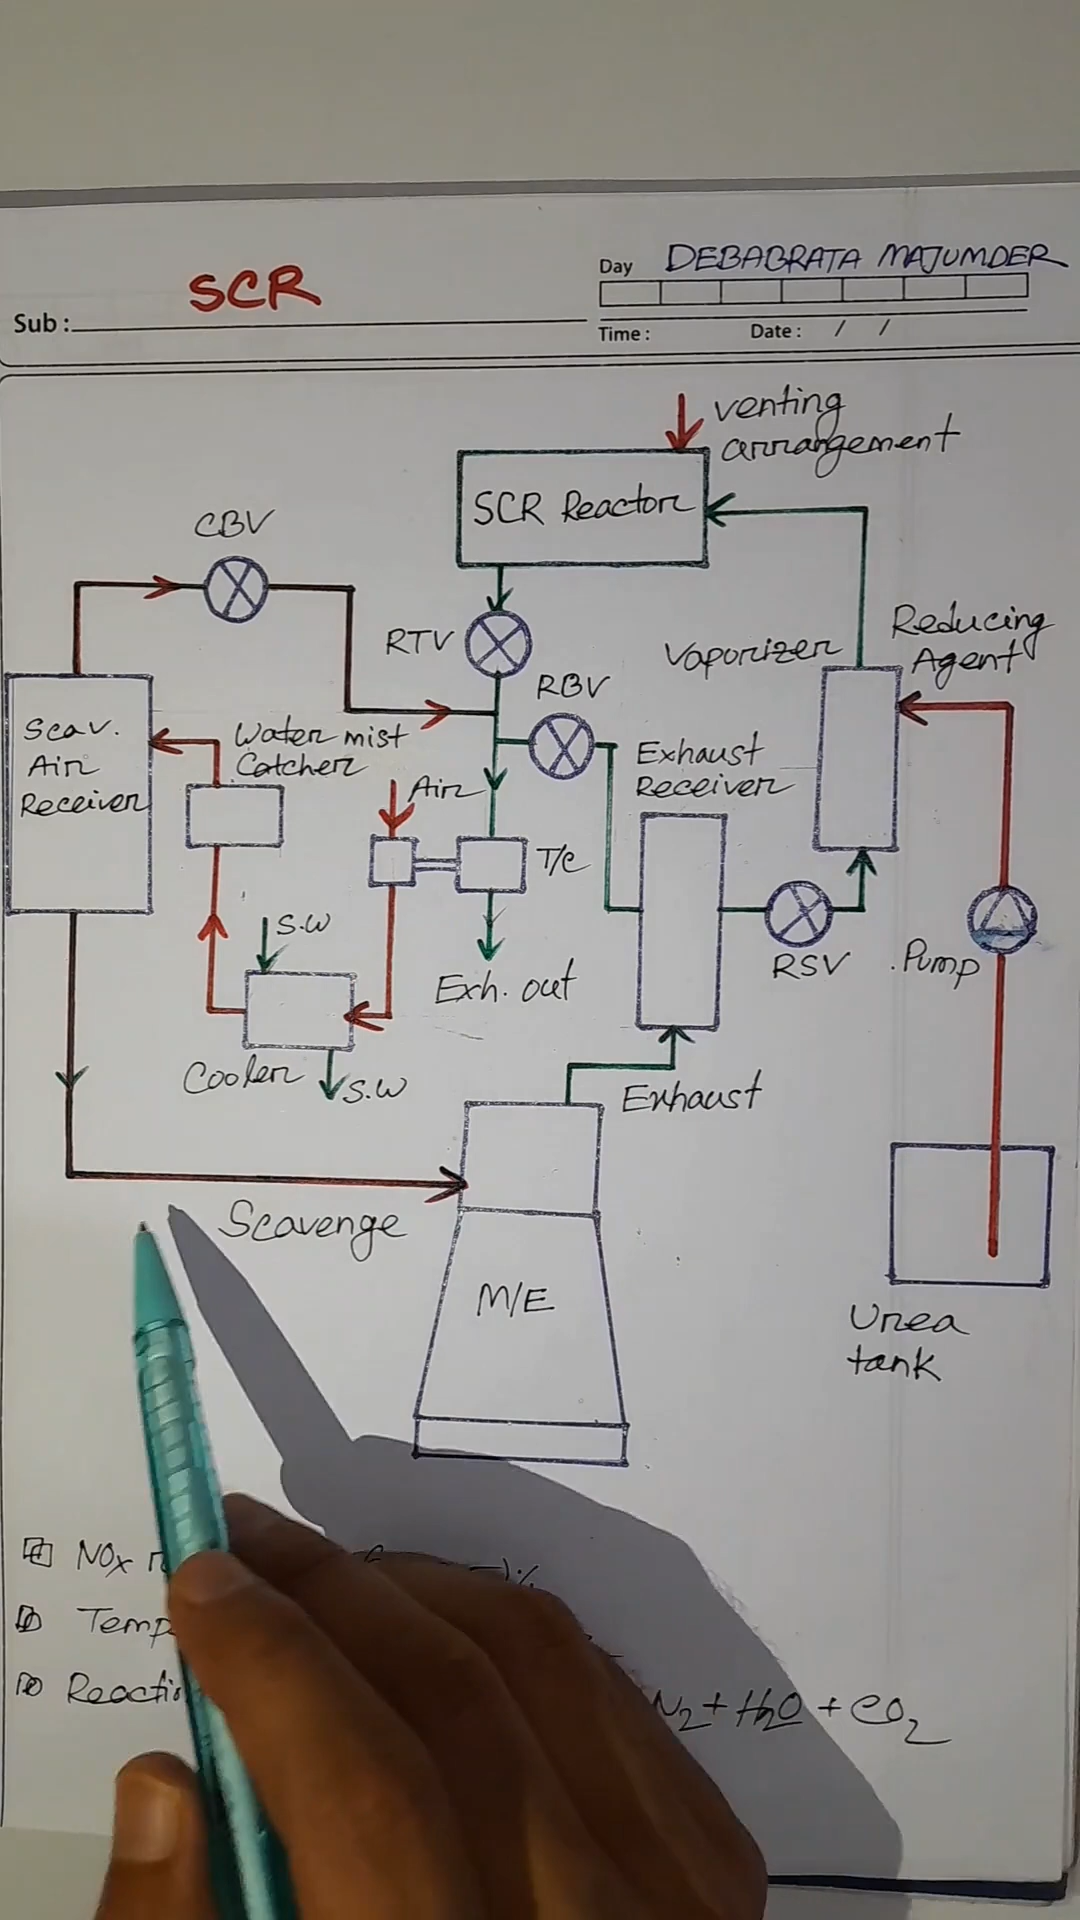 SCR
Sub :
Day
DEBABRATA MAJUMDER
Time :
Date : / /
venting
arrangement
SCR Reactor
CBV
RTV
RBV
Vaporizer
Reducing
Agent
Scav.
Air
Receiver
Water mist
Catcher
Exhaust
Receiver
Air
T/C
S.W
Exh. out
RSV
Pump
Cooler
S.W
Exhaust
Scavenge
M/E
Urea
tank
NOx
Temp
N2 + H2O + CO2